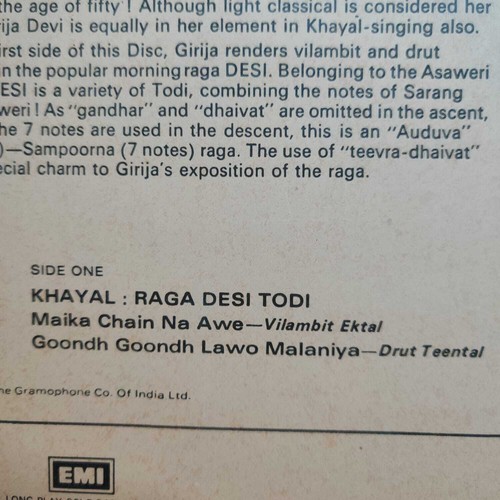 the age of fifty ! Although light classical is considered her
ija Devi is equally in her element in Khayal-singing also.
irst side of this Disc, Girija renders vilambit and drut
n the popular morning raga DESI. Belonging to the Asaweri
ESI is a variety of Todi, combining the notes of Sarang
weri ! As "gandhar" and "dhaivat" are omitted in the ascent,
he 7 notes are used in the descent, this is an "Auduva"
)—Sampoorna (7 notes) raga. The use of "teevra-dhaivat"
ecial charm to Girija's exposition of the raga.
SIDE ONE
KHAYAL : RAGA DESI TODI
Maika Chain Na Awe—Vilambit Ektal
Goondh Goondh Lawo Malaniya—Drut Teental
he Gramophone Co. Of India Ltd.
EMI